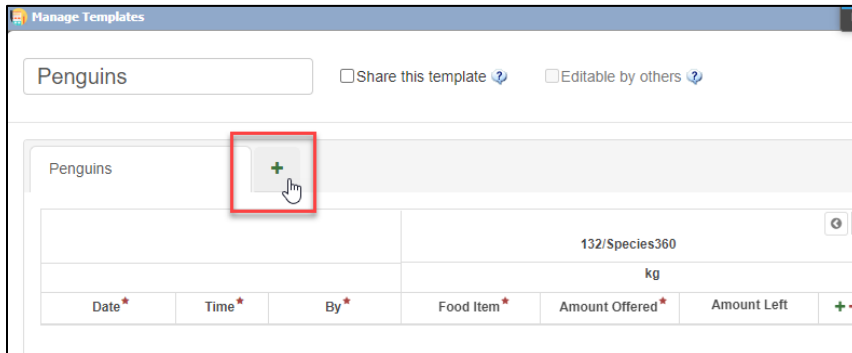 Manage Templates
Penguins Share this template Editable by others
Penguins +
132/Species360
kg
Date* Time* By* Food Item* Amount Offered* Amount Left +